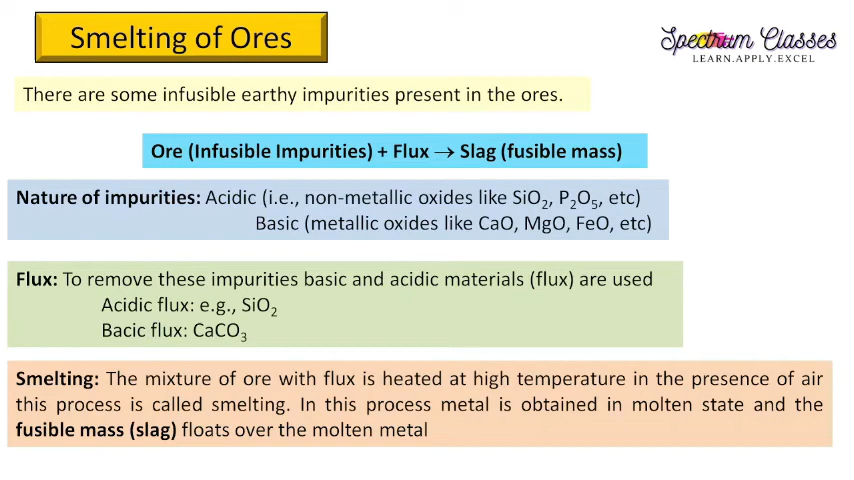 Smelting of Ores
Spectrum Classes
LEARN.APPLY.EXCEL
There are some infusible earthy impurities present in the ores.
Ore (Infusible Impurities) + Flux → Slag (fusible mass)
Nature of impurities: Acidic (i.e., non-metallic oxides like SiO₂, P₂O₅, etc)
Basic (metallic oxides like CaO, MgO, FeO, etc)
Flux: To remove these impurities basic and acidic materials (flux) are used
Acidic flux: e.g., SiO₂
Bacic flux: CaCO₃
Smelting: The mixture of ore with flux is heated at high temperature in the presence of air
this process is called smelting. In this process metal is obtained in molten state and the
fusible mass (slag) floats over the molten metal